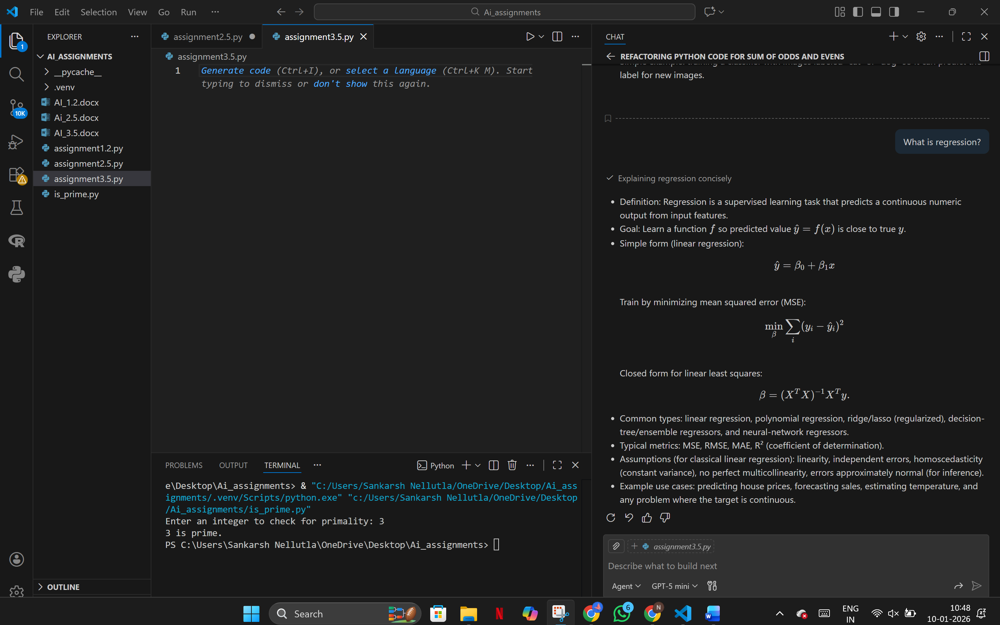 File Edit Selection View Go Run ···
Ai_assignments
EXPLORER
AI_ASSIGNMENTS
__pycache__
.venv
AI_1.2.docx
Ai_2.5.docx
AI_3.5.docx
assignment1.2.py
assignment2.5.py
assignment3.5.py
is_prime.py
OUTLINE
1
10K
assignment2.5.py
assignment3.5.py
assignment3.5.py
1
Generate code (Ctrl+I), or select a language (Ctrl+K M). Start
typing to dismiss or don't show this again.
PROBLEMS OUTPUT TERMINAL ···
Python
e\Desktop\Ai_assignments> & "C:/Users/Sankarsh Nellutla/OneDrive/Desktop/Ai_ass
ignments/.venv/Scripts/python.exe" "c:/Users/Sankarsh Nellutla/OneDrive/Desktop
/Ai_assignments/is_prime.py"
Enter an integer to check for primality: 3
3 is prime.
PS C:\Users\Sankarsh Nellutla\OneDrive\Desktop\Ai_assignments>
CHAT
REFACTORING PYTHON CODE FOR SUM OF ODDS AND EVENS
label for new images.
What is regression?
Explaining regression concisely
• Definition: Regression is a supervised learning task that predicts a continuous numeric
output from input features.
• Goal: Learn a function f so predicted value ŷ = f(x) is close to true y.
• Simple form (linear regression):
ŷ = β₀ + β₁x
Train by minimizing mean squared error (MSE):
min_β ∑_i (y_i − ŷ_i)²
Closed form for linear least squares:
β = (XᵀX)⁻¹Xᵀy.
• Common types: linear regression, polynomial regression, ridge/lasso (regularized), decision-
tree/ensemble regressors, and neural-network regressors.
• Typical metrics: MSE, RMSE, MAE, R² (coefficient of determination).
• Assumptions (for classical linear regression): linearity, independent errors, homoscedasticity
(constant variance), no perfect multicollinearity, errors approximately normal (for inference).
• Example use cases: predicting house prices, forecasting sales, estimating temperature, and
any problem where the target is continuous.
assignment3.5.py
Describe what to build next
Agent GPT-5 mini
Search
N
6
N
W
ENG
IN
10:48
10-01-2026